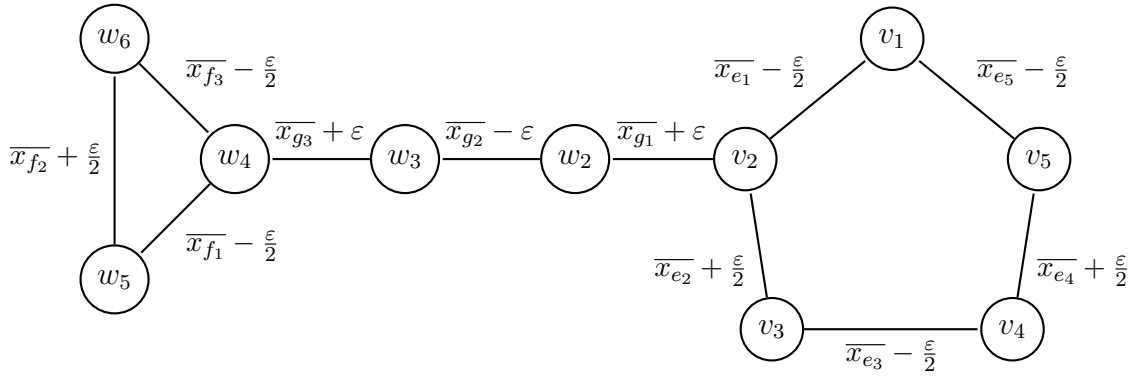 w₆
v₁
x̅_{f₃} − ε/2
x̅_{e₁} − ε/2
x̅_{e₅} − ε/2
x̅_{f₂} + ε/2
w₄
x̅_{g₃} + ε
w₃
x̅_{g₂} − ε
w₂
x̅_{g₁} + ε
v₂
v₅
x̅_{f₁} − ε/2
w₅
x̅_{e₂} + ε/2
x̅_{e₄} + ε/2
v₃
x̅_{e₃} − ε/2
v₄